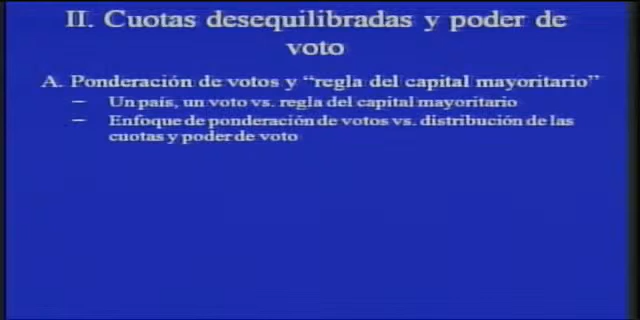 II. Cuotas desequilibradas y poder de
voto
A. Ponderación de votos y “regla del capital mayoritario”
– Un país, un voto vs. regla del capital mayoritario
– Enfoque de ponderación de votos vs. distribución de las
cuotas y poder de voto